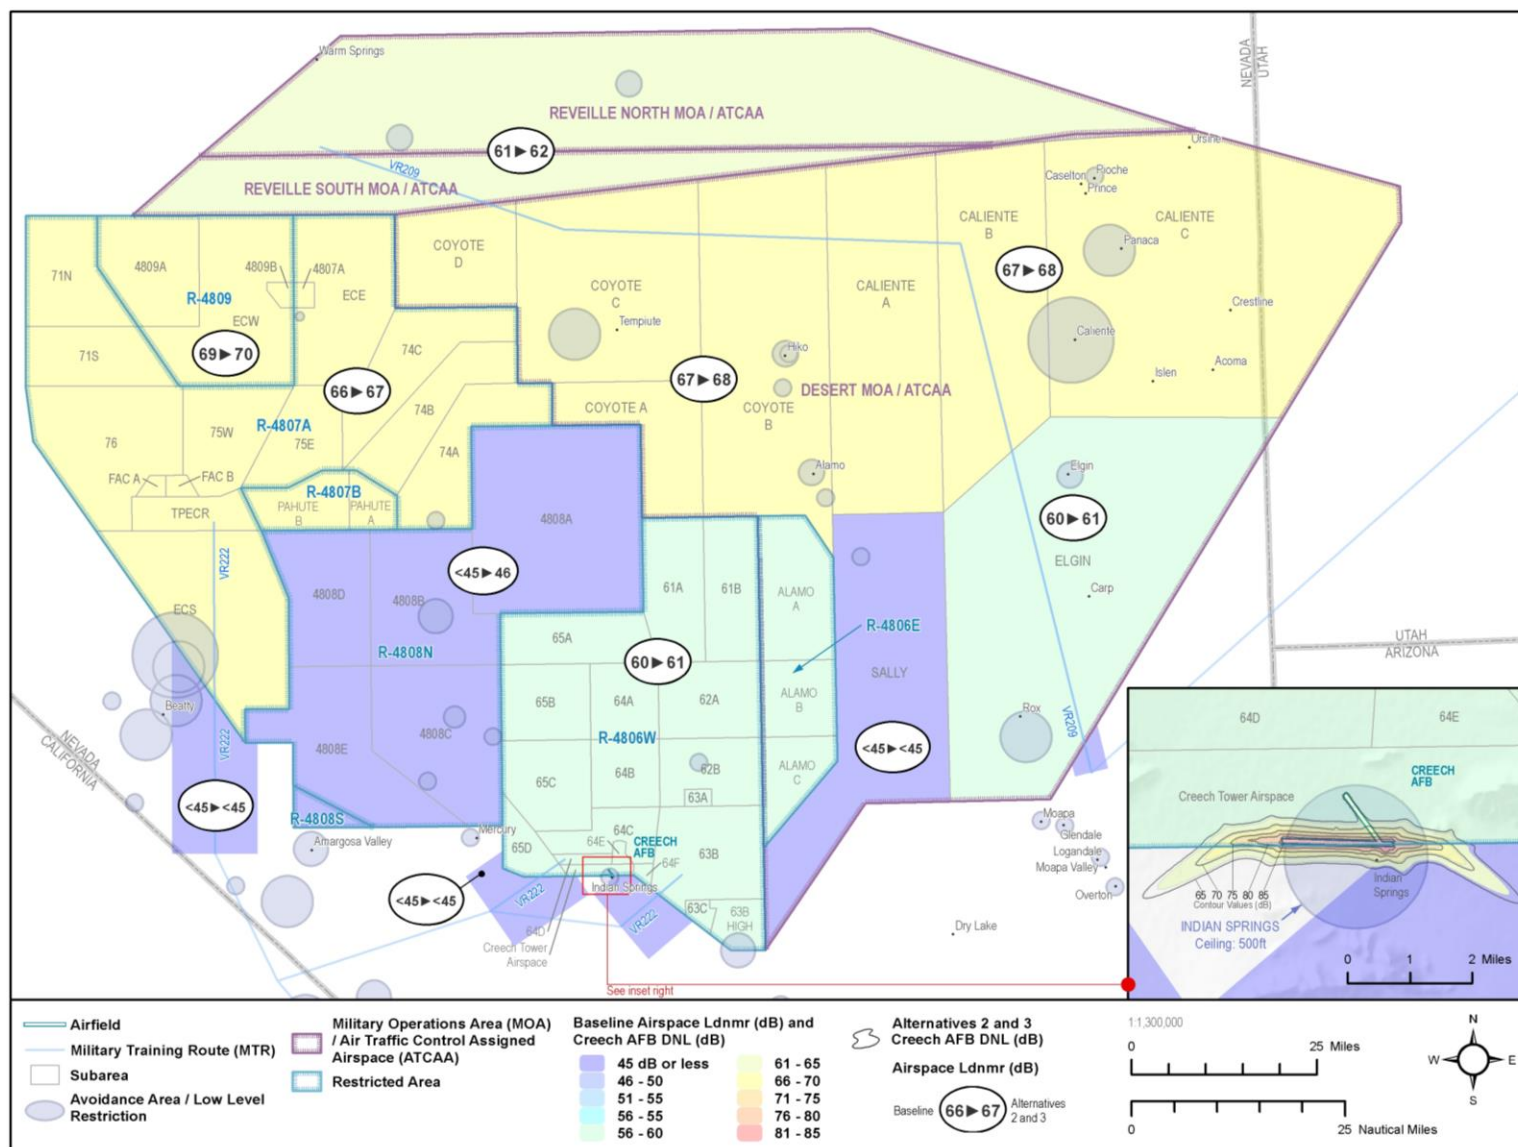 Warm Springs
REVEILLE NORTH MOA / ATCAA
NEVADA
UTAH
61►62
VR209
REVEILLE SOUTH MOA / ATCAA
Orsine
Caselton
Pioche
Prince
CALIENTE
B
CALIENTE
C
Panaca
COYOTE
D
71N
4809A
4809B
4807A
R-4809
ECE
ECW
COYOTE
C
Tempiute
CALIENTE
A
67►68
Crestline
Caliente
69►70
71S
74C
Hiko
Acoma
Islen
66►67
67►68
DESERT MOA / ATCAA
COYOTE A
COYOTE
B
74B
R-4807A
75W
75E
76
74A
FAC A
FAC B
R-4807B
Alamo
Elgin
TPECR
PAHUTE
B
PAHUTE
A
4808A
60►61
ELGIN
VR222
<45►46
4808D
4808B
61A
61B
ALAMO
A
Carp
ECS
R-4806E
65A
R-4808N
60►61
UTAH
ARIZONA
SALLY
Beatty
65B
64A
62A
ALAMO
B
Rox
VR209
NEVADA
CALIFORNIA
VR222
4808E
4808C
R-4806W
<45►<45
65C
64B
62B
ALAMO
C
63A
<45►<45
R-4808S
Amargosa Valley
Mercury
64C
65D
64E
CREECH
AFB
63B
64F
Moapa
Glendale
Logandale
Moapa Valley
Overton
<45►<45
VR222
Indian Springs
VR222
63C
63B
HIGH
64D
Creech Tower
Airspace
Dry Lake
See inset right
64D
64E
CREECH
AFB
Creech Tower Airspace
65 70 75 80 85
Contour Values (dB)
Indian
Springs
INDIAN SPRINGS
Ceiling: 500ft
0 1 2 Miles
Airfield
Military Training Route (MTR)
Subarea
Avoidance Area / Low Level
Restriction
Military Operations Area (MOA)
/ Air Traffic Control Assigned
Airspace (ATCAA)
Restricted Area
Baseline Airspace Ldnmr (dB) and
Creech AFB DNL (dB)
45 dB or less
46 - 50
51 - 55
56 - 55
56 - 60
61 - 65
66 - 70
71 - 75
76 - 80
81 - 85
Alternatives 2 and 3
Creech AFB DNL (dB)
Airspace Ldnmr (dB)
Baseline 66►67 Alternatives
2 and 3
1:1,300,000
0 25 Miles
0 25 Nautical Miles
N
W E
S